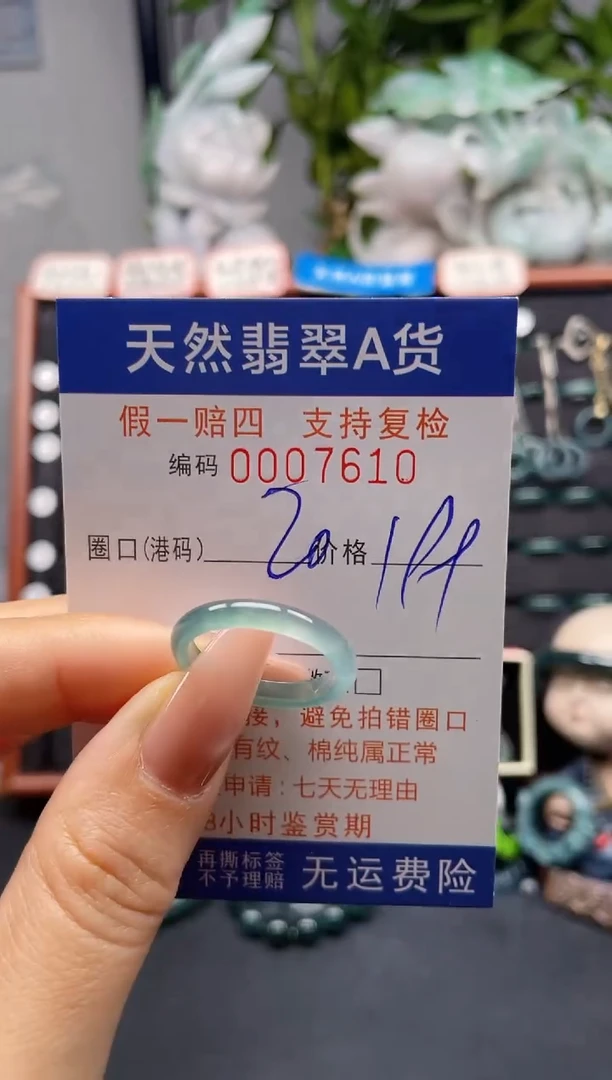 天然翡翠A货
假一赔四 支持复检
编码 0007610
圈口(港码) 20 价格
接，避免拍错圈口
有纹、棉纯属正常
申请：七天无理由
8小时鉴赏期
再撕标签
不予理赔 无运费险